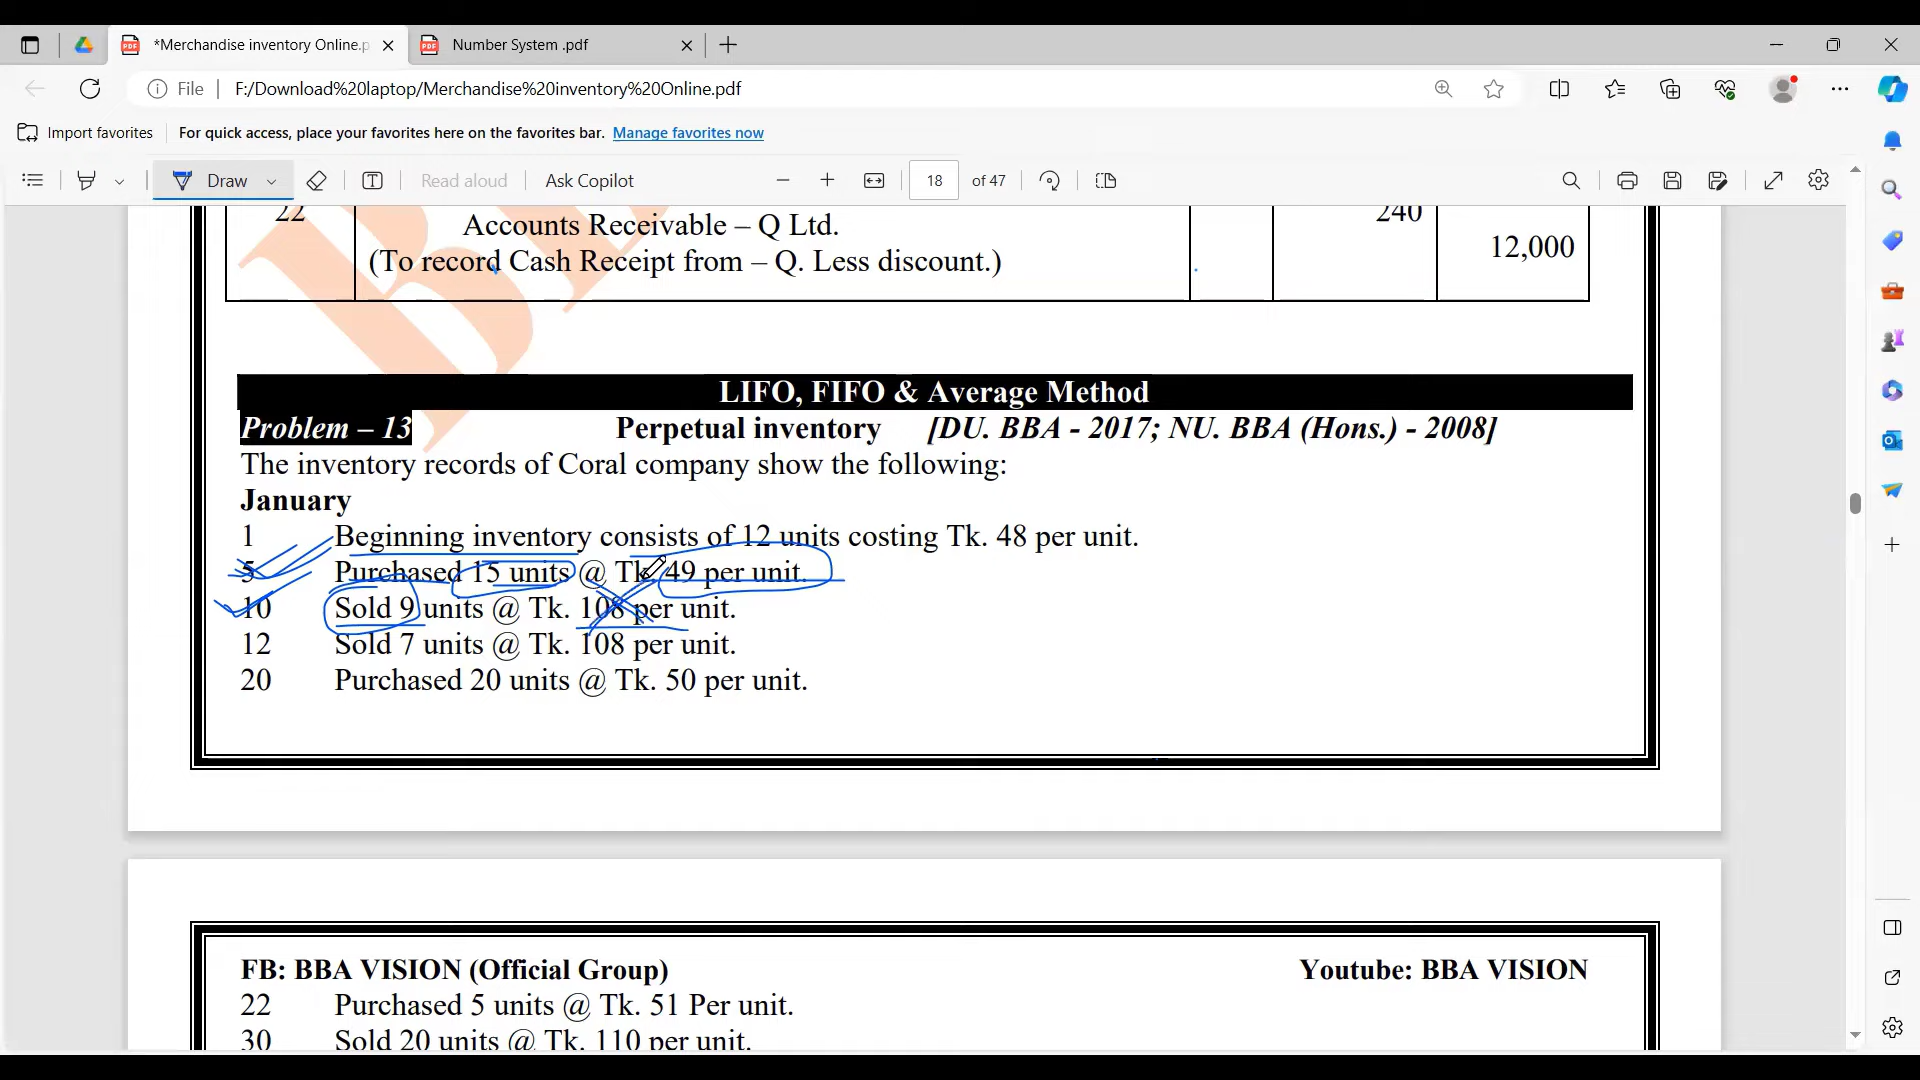 *Merchandise inventory Online.p
Number System .pdf
File
F:/Download%20laptop/Merchandise%20inventory%20Online.pdf
Import favorites
For quick access, place your favorites here on the favorites bar. Manage favorites now
Draw
Read aloud
Ask Copilot
18 of 47
22
Accounts Receivable – Q Ltd.
240
12,000
(To record Cash Receipt from – Q. Less discount.)
LIFO, FIFO & Average Method
Problem – 13 Perpetual inventory [DU. BBA - 2017; NU. BBA (Hons.) - 2008]
The inventory records of Coral company show the following:
January
1 Beginning inventory consists of 12 units costing Tk. 48 per unit.
5 Purchased 15 units @ Tk. 49 per unit.
10 Sold 9 units @ Tk. 108 per unit.
12 Sold 7 units @ Tk. 108 per unit.
20 Purchased 20 units @ Tk. 50 per unit.
FB: BBA VISION (Official Group) Youtube: BBA VISION
22 Purchased 5 units @ Tk. 51 Per unit.
30 Sold 20 units @ Tk. 110 per unit.